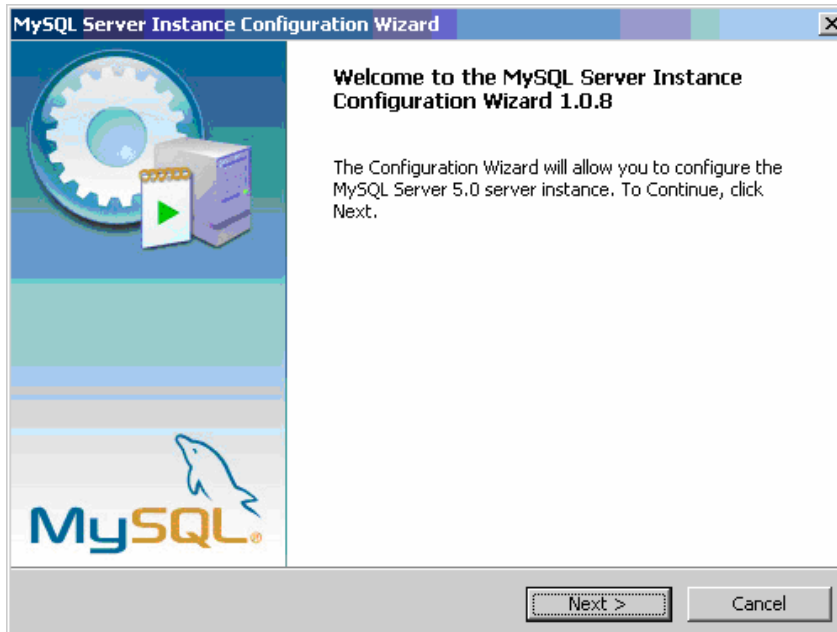 MySQL Server Instance Configuration Wizard
Welcome to the MySQL Server Instance
Configuration Wizard 1.0.8
The Configuration Wizard will allow you to configure the
MySQL Server 5.0 server instance. To Continue, click
Next.
MySQL®
Next >
Cancel